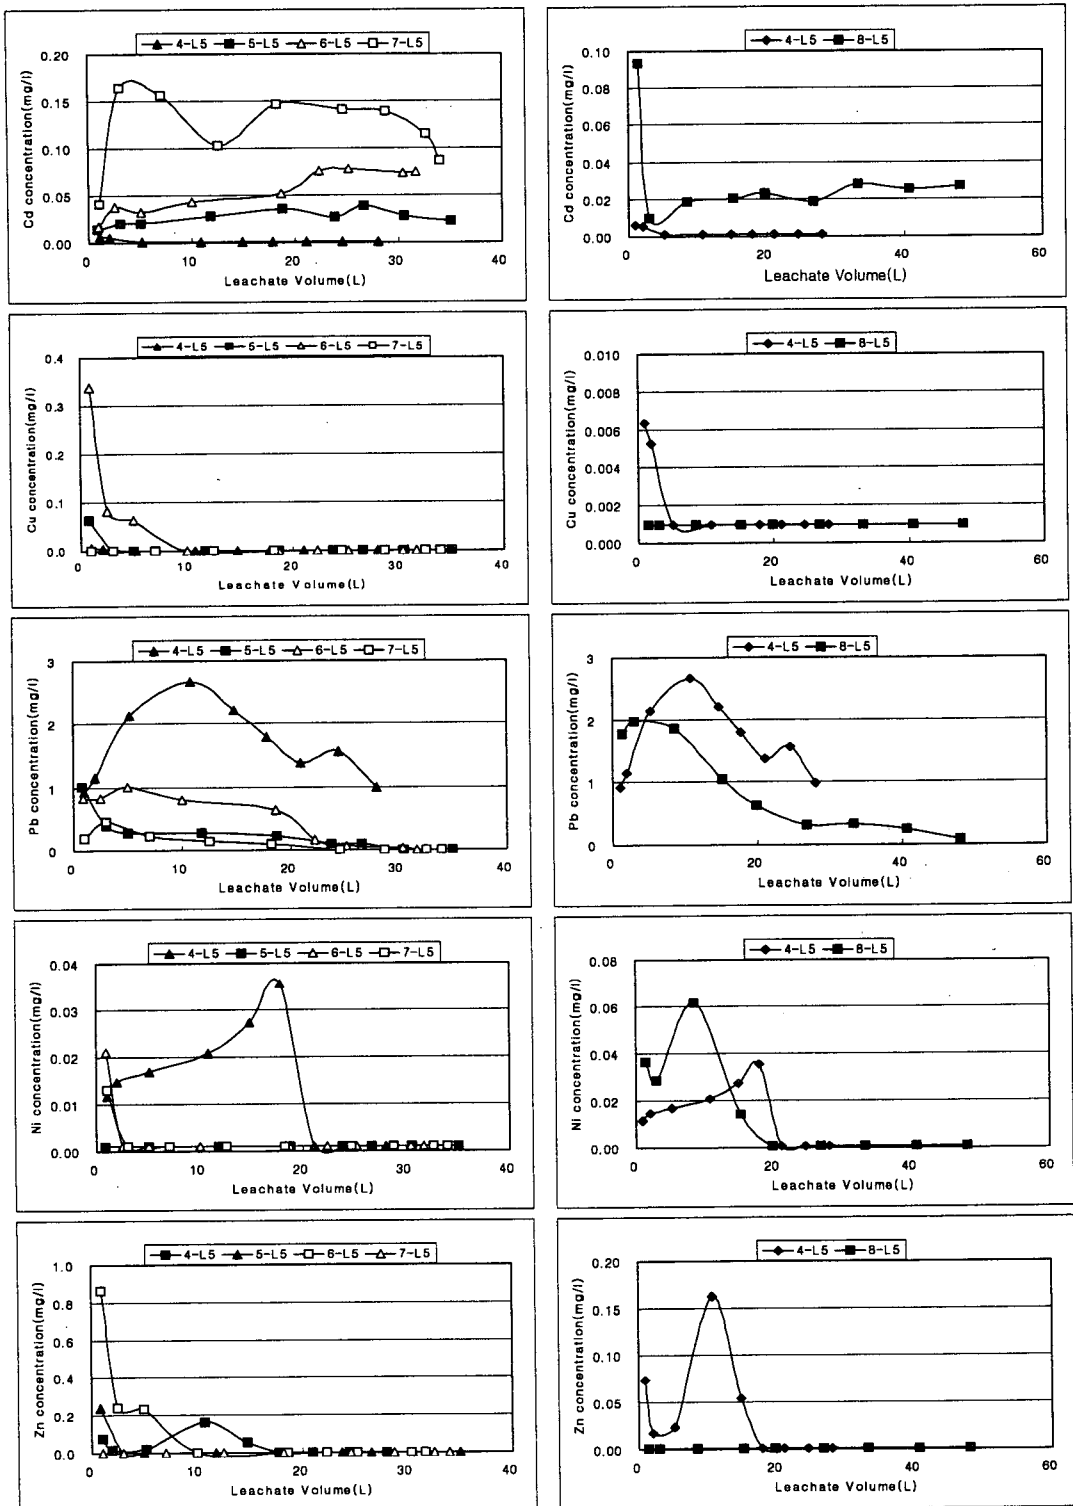 4-L5 5-L5 6-L5 7-L5
0.20
0.15
0.10
0.05
0.00
Cd concentration(mg/l)
0 10 20 30 40
Leachate Volume(L)
4-L5 8-L5
0.10
0.08
0.06
0.04
0.02
0.00
Cd concentration(mg/l)
0 20 40 60
Leachate Volume(L)
4-L5 5-L5 6-L5 7-L5
0.4
0.3
0.2
0.1
0.0
Cu concentration(mg/l)
0 10 20 30 40
Leachate Volume(L)
4-L5 8-L5
0.010
0.008
0.006
0.004
0.002
0.000
Cu concentration(mg/l)
0 20 40 60
Leachate Volume(L)
4-L5 5-L5 6-L5 7-L5
3
2
1
0
Pb concentration(mg/l)
0 10 20 30 40
Leachate Volume(L)
4-L5 8-L5
3
2
1
0
Pb concentration(mg/l)
0 20 40 60
Leachate Volume(L)
4-L5 5-L5 6-L5 7-L5
0.04
0.03
0.02
0.01
0.00
Ni concentration(mg/l)
0 10 20 30 40
Leachate Volume(L)
4-L5 8-L5
0.08
0.06
0.04
0.02
0.00
Ni concentration(mg/l)
0 20 40 60
Leachate Volume(L)
4-L5 5-L5 6-L5 7-L5
1.0
0.8
0.6
0.4
0.2
0.0
Zn concentration(mg/l)
0 10 20 30 40
Leachate Volume(L)
4-L5 8-L5
0.20
0.15
0.10
0.05
0.00
Zn concentration(mg/l)
0 20 40 60
Leachate Volume(L)